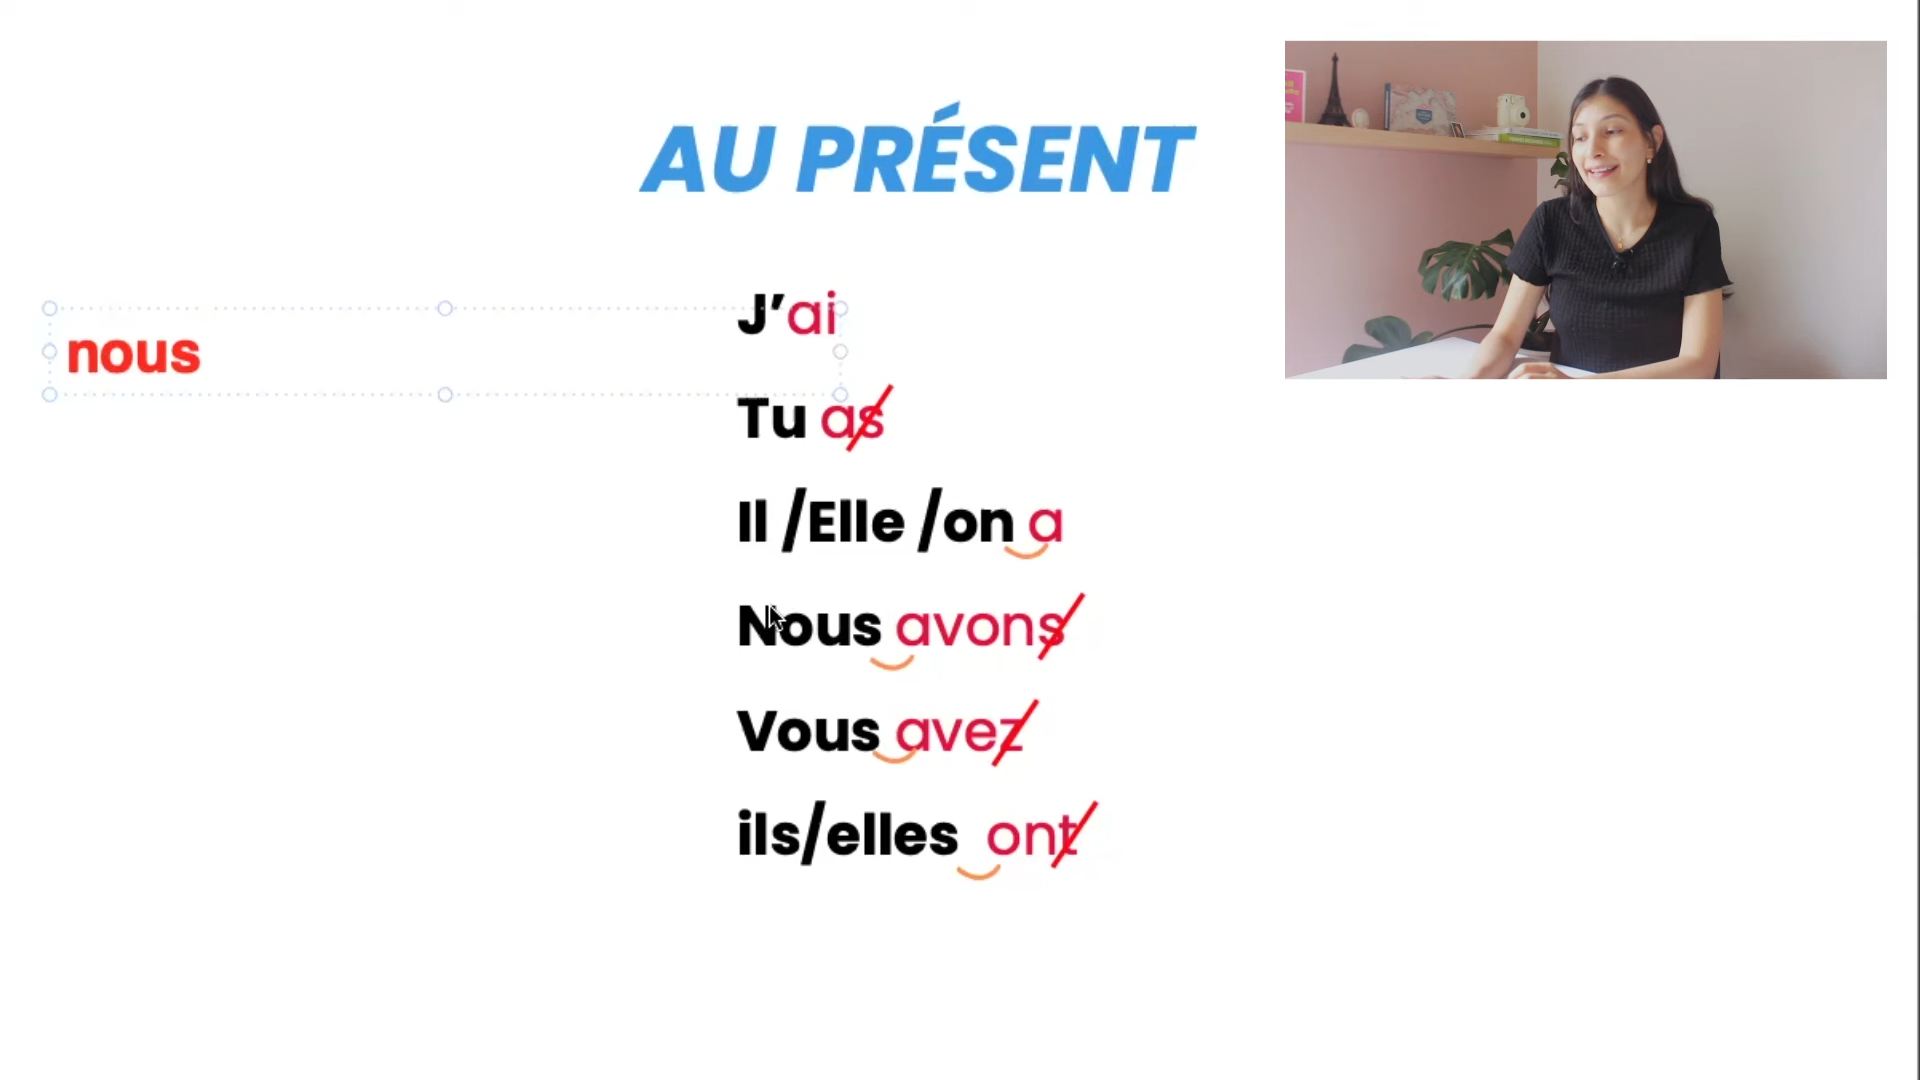 AU PRÉSENT
J’ai
nous
Tu as
Il /Elle /on a
Nous avons
Vous avez
ils/elles ont